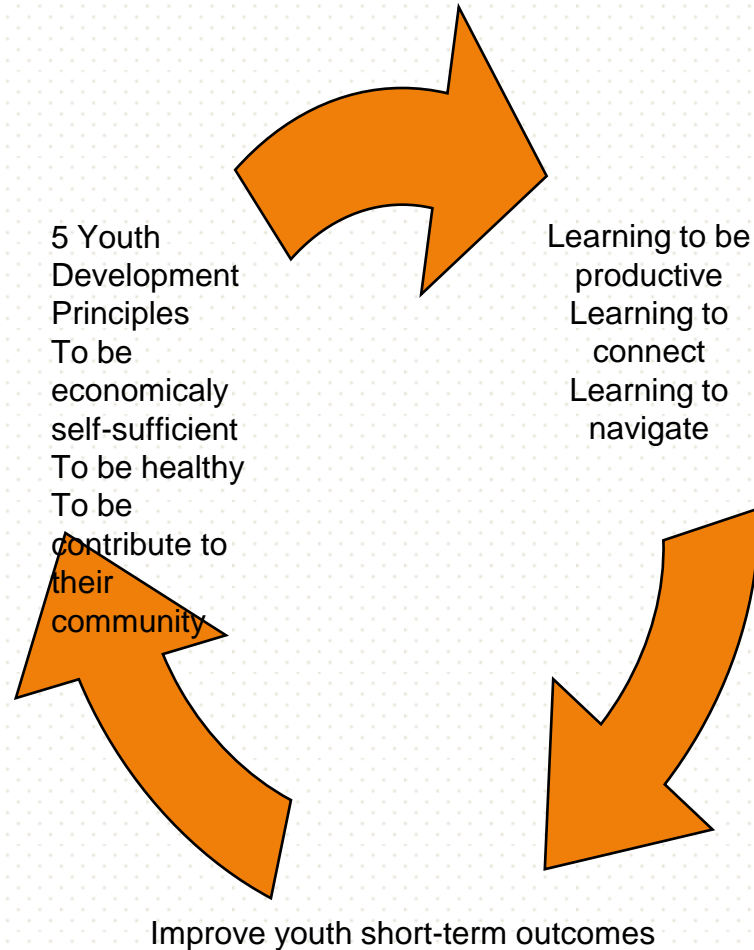 5 Youth
Development
Principles
To be
economicaly
self-sufficient
To be healthy
To be
contribute to
their
community
Learning to be
productive
Learning to
connect
Learning to
navigate
Improve youth short-term outcomes